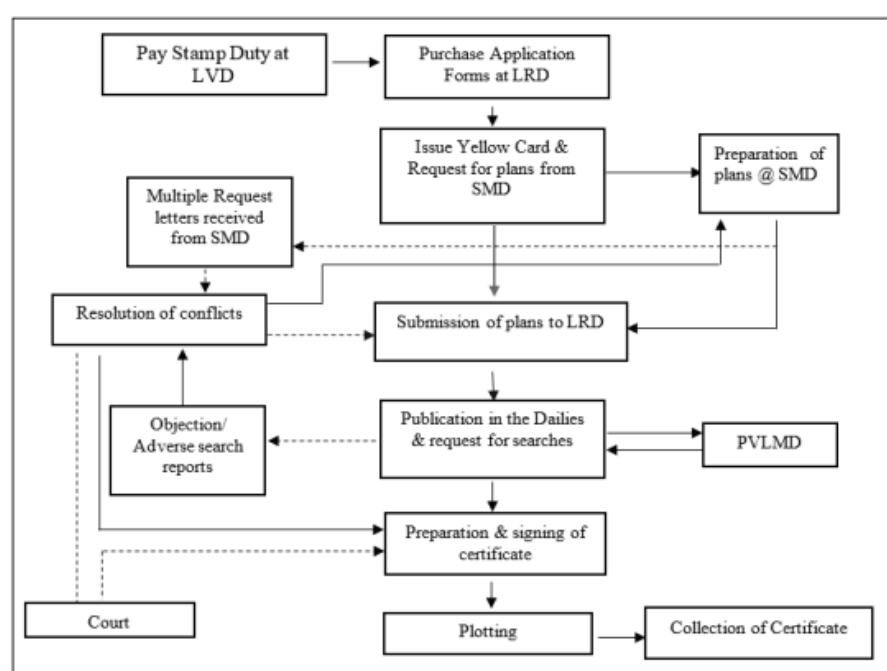 Pay Stamp Duty at
LVD
Purchase Application
Forms at LRD
Issue Yellow Card &
Request for plans from
SMD
Preparation of
plans @ SMD
Multiple Request
letters received
from SMD
Resolution of conflicts
Submission of plans to LRD
Objection/
Adverse search
reports
Publication in the Dailies
& request for searches
PVLMD
Preparation & signing of
certificate
Court
Plotting
Collection of Certificate